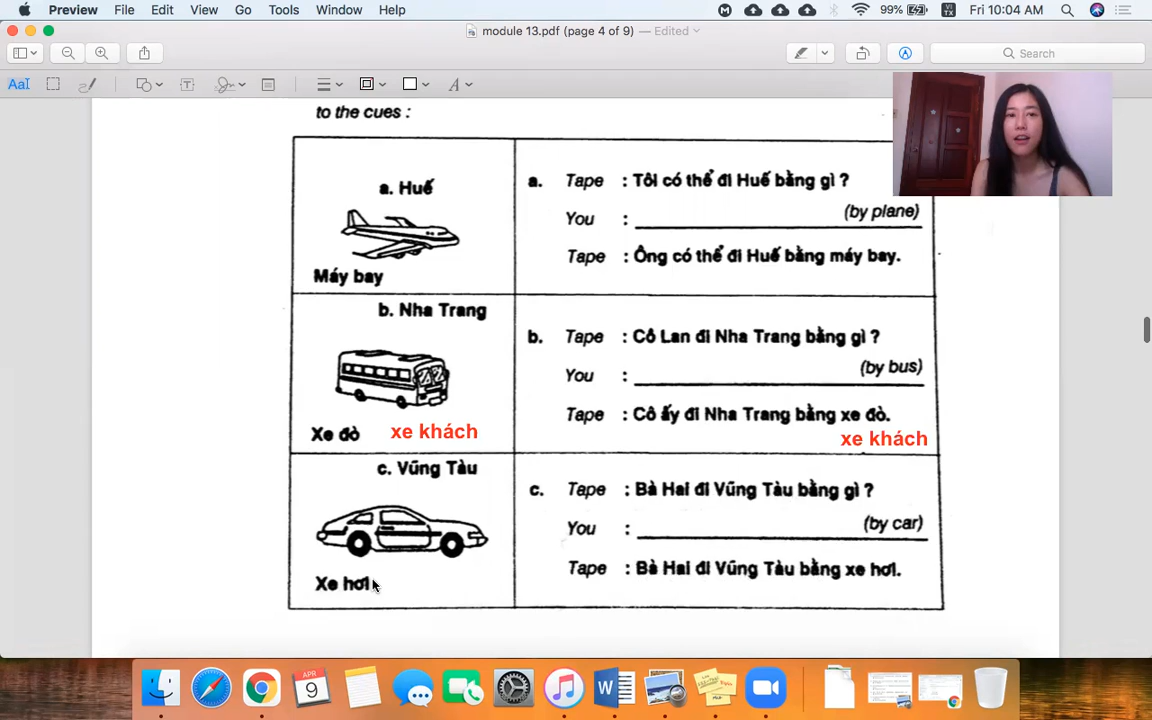 Preview File Edit View Go Tools Window Help 99% VI TX Fri 10:04 AM
module 13.pdf (page 4 of 9) — Edited
Search
to the cues :
a. Huế
Máy bay
a. Tape : Tôi có thể đi Huế bằng gì ?
You : (by plane)
Tape : Ông có thể đi Huế bằng máy bay.
b. Nha Trang
Xe đò xe khách
b. Tape : Cô Lan đi Nha Trang bằng gì ?
You : (by bus)
Tape : Cô ấy đi Nha Trang bằng xe đò.
xe khách
c. Vũng Tàu
Xe hơi
c. Tape : Bà Hai đi Vũng Tàu bằng gì ?
You : (by car)
Tape : Bà Hai đi Vũng Tàu bằng xe hơi.
APR
9